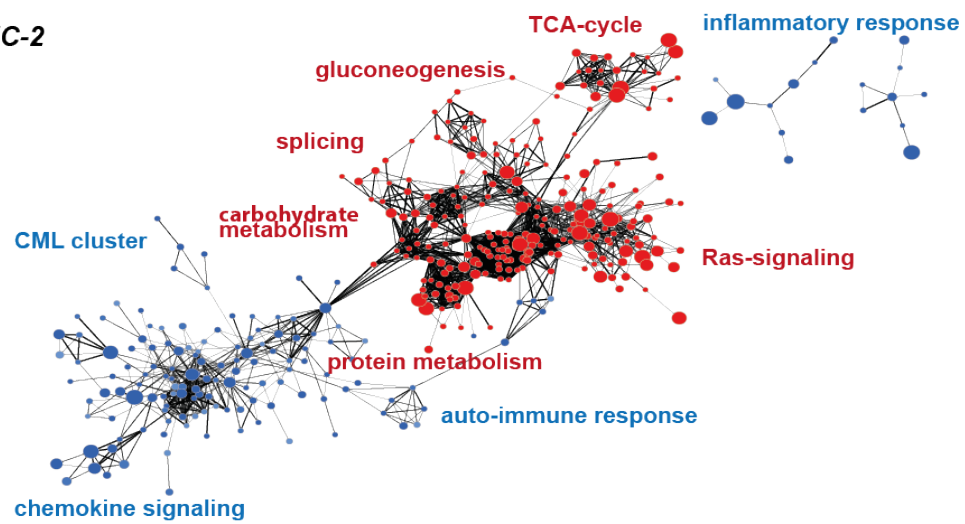 C-2
TCA-cycle
inflammatory response
gluconeogenesis
splicing
carbohydrate
metabolism
CML cluster
Ras-signaling
protein metabolism
auto-immune response
chemokine signaling